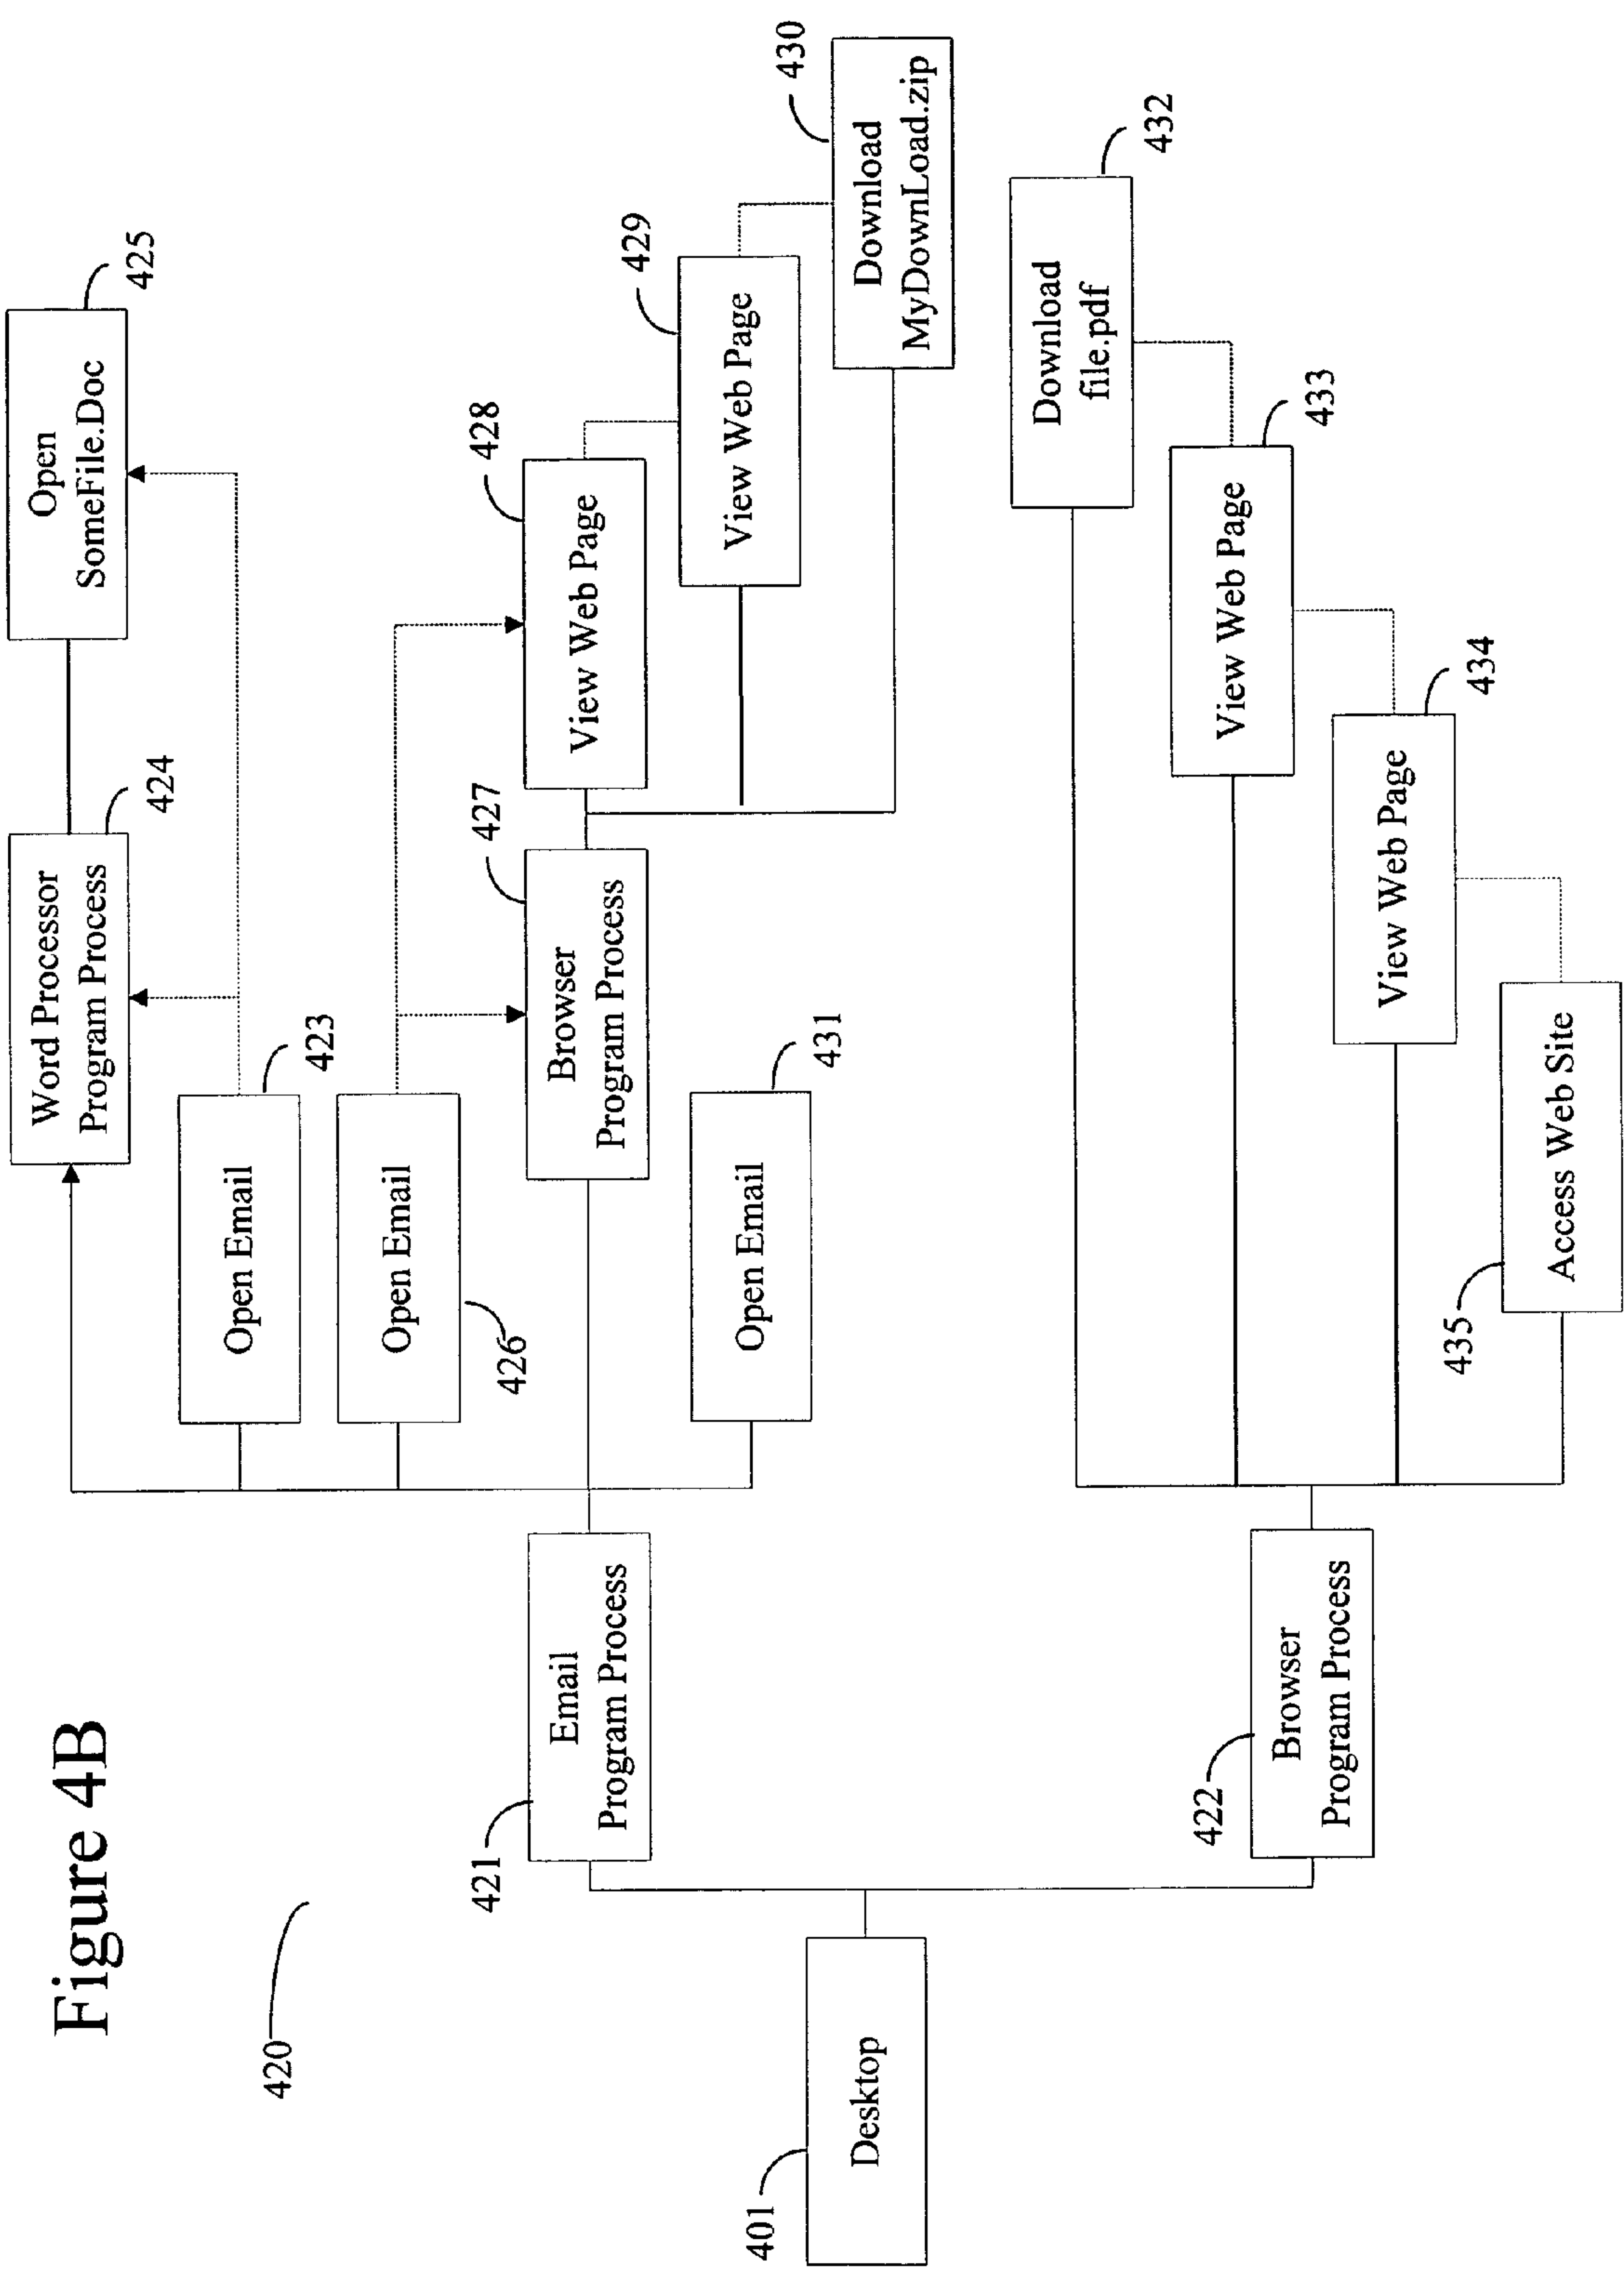 Figure 4B
420
401
Desktop
421
Email
Program Process
422
Browser
Program Process
Word Processor
Program Process
424
Open
SomeFile.Doc
425
Open Email
423
Open Email
426
Browser
Program Process
427
View Web Page
428
View Web Page
429
Download
MyDownLoad.zip
430
Open Email
431
Download
file.pdf
432
View Web Page
433
View Web Page
434
Access Web Site
435